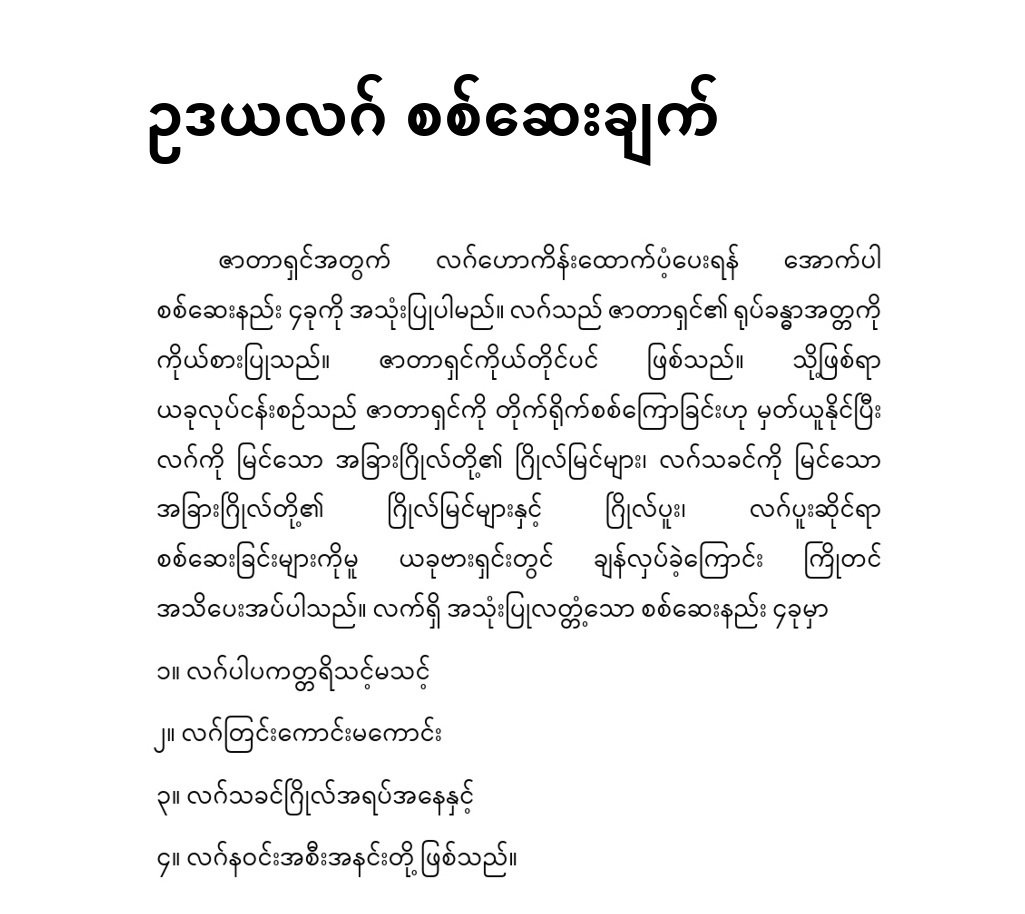 ဥဒယလဂ် စစ်ဆေးချက်
ဇာတာရှင်အတွက် လဂ်ဟောကိန်းထောက်ပံ့ပေးရန် အောက်ပါ
စစ်ဆေးနည်း ၄ခုကို အသုံးပြုပါမည်။ လဂ်သည် ဇာတာရှင်၏ ရုပ်ခန္ဓာအတ္တကို
ကိုယ်စားပြုသည်။ ဇာတာရှင်ကိုယ်တိုင်ပင် ဖြစ်သည်။ သို့ဖြစ်ရာ
ယခုလုပ်ငန်းစဉ်သည် ဇာတာရှင်ကို တိုက်ရိုက်စစ်ကြောခြင်းဟု မှတ်ယူနိုင်ပြီး
လဂ်ကို မြင်သော အခြားဂြိုလ်တို့၏ ဂြိုလ်မြင်များ၊ လဂ်သခင်ကို မြင်သော
အခြားဂြိုလ်တို့၏ ဂြိုလ်မြင်များနှင့် ဂြိုလ်ပူး၊ လဂ်ပူးဆိုင်ရာ
စစ်ဆေးခြင်းများကိုမူ ယခုဗားရှင်းတွင် ချန်လှပ်ခဲ့ကြောင်း ကြိုတင်
အသိပေးအပ်ပါသည်။ လက်ရှိ အသုံးပြုလတ္တံ့သော စစ်ဆေးနည်း ၄ခုမှာ
၁။ လဂ်ပါပကတ္တရိသင့်မသင့်
၂။ လဂ်တြင်းကောင်းမကောင်း
၃။ လဂ်သခင်ဂြိုလ်အရပ်အနေနှင့်
၄။ လဂ်နဝင်းအစီးအနင်းတို့ဖြစ်သည်။